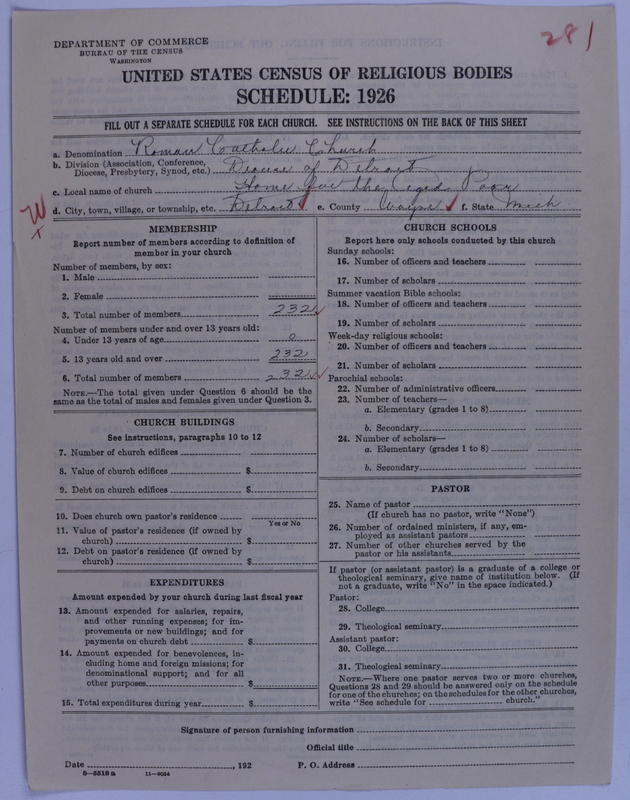 281
DEPARTMENT OF COMMERCE
BUREAU OF THE CENSUS
WASHINGTON
UNITED STATES CENSUS OF RELIGIOUS BODIES
SCHEDULE: 1926
FILL OUT A SEPARATE SCHEDULE FOR EACH CHURCH. SEE INSTRUCTIONS ON THE BACK OF THIS SHEET
a. Denomination Roman Catholic Church
b. Division (Association, Conference,
Diocese, Presbytery, Synod, etc.) Diocese of Detroit
c. Local name of church Home for the Aged Poor
W
x
d. City, town, village, or township, etc. Detroit e. County Wayne f. State Mich
MEMBERSHIP
Report number of members according to definition of
member in your church
Number of members, by sex:
1. Male
2. Female
3. Total number of members 232
Number of members under and over 13 years old:
4. Under 13 years of age 0
5. 13 years old and over 232
6. Total number of members 232
NOTE.—The total given under Question 6 should be the
same as the total of males and females given under Question 3.
CHURCH BUILDINGS
See instructions, paragraphs 10 to 12
7. Number of church edifices
8. Value of church edifices $
9. Debt on church edifices $
10. Does church own pastor's residence
Yes or No
11. Value of pastor's residence (if owned by
church) $
12. Debt on pastor's residence (if owned by
church) $
EXPENDITURES
Amount expended by your church during last fiscal year
13. Amount expended for salaries, repairs,
and other running expenses; for im-
provements or new buildings; and for
payments on church debt $
14. Amount expended for benevolences, in-
cluding home and foreign missions; for
denominational support; and for all
other purposes $
15. Total expenditures during year $
CHURCH SCHOOLS
Report here only schools conducted by this church
Sunday schools:
16. Number of officers and teachers
17. Number of scholars
Summer vacation Bible schools:
18. Number of officers and teachers
19. Number of scholars
Week-day religious schools:
20. Number of officers and teachers
21. Number of scholars
Parochial schools:
22. Number of administrative officers
23. Number of teachers—
a. Elementary (grades 1 to 8)
b. Secondary
24. Number of scholars—
a. Elementary (grades 1 to 8)
b. Secondary
PASTOR
25. Name of pastor
(If church has no pastor, write "None")
26. Number of ordained ministers, if any, em-
ployed as assistant pastors
27. Number of other churches served by the
pastor or his assistants
If pastor (or assistant pastor) is a graduate of a college or
theological seminary, give name of institution below. (If
not a graduate, write "No" in the space indicated.)
Pastor:
28. College
29. Theological seminary
Assistant pastor:
30. College
31. Theological seminary
NOTE.—Where one pastor serves two or more churches,
Questions 28 and 29 should be answered only on the schedule
for one of the churches; on the schedules for the other churches,
write "See schedule for church."
Signature of person furnishing information
Official title
Date , 192 P. O. Address
8—5518a 11—9034